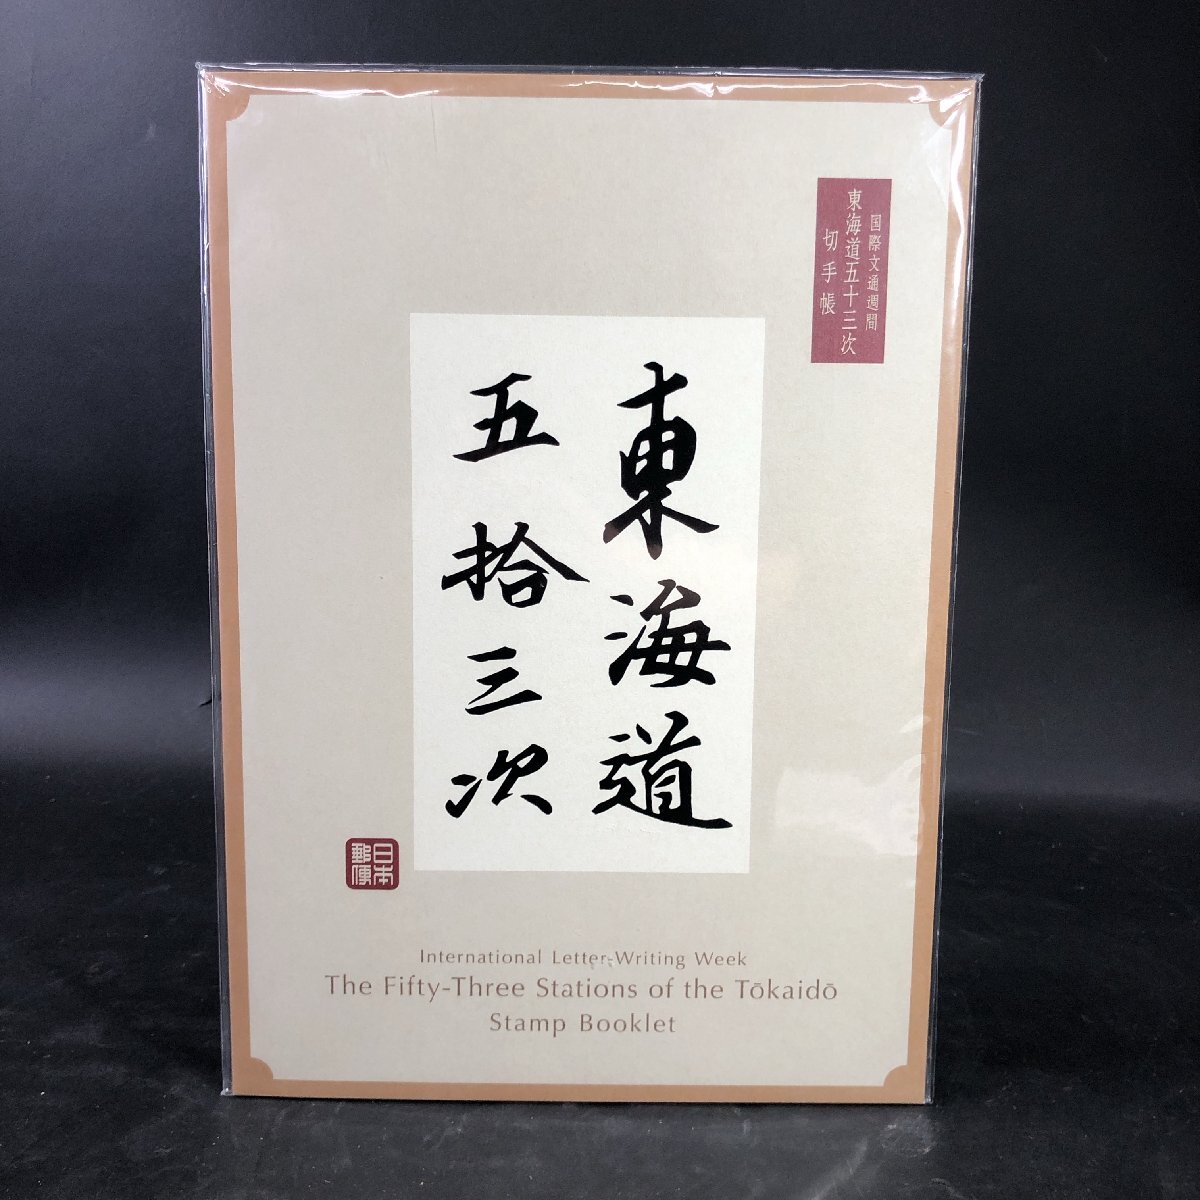 国際文通週間
東海道五十三次
切手帳
東海道
五拾三次
日本
郵便
International Letter-Writing Week
The Fifty-Three Stations of the Tōkaidō
Stamp Booklet